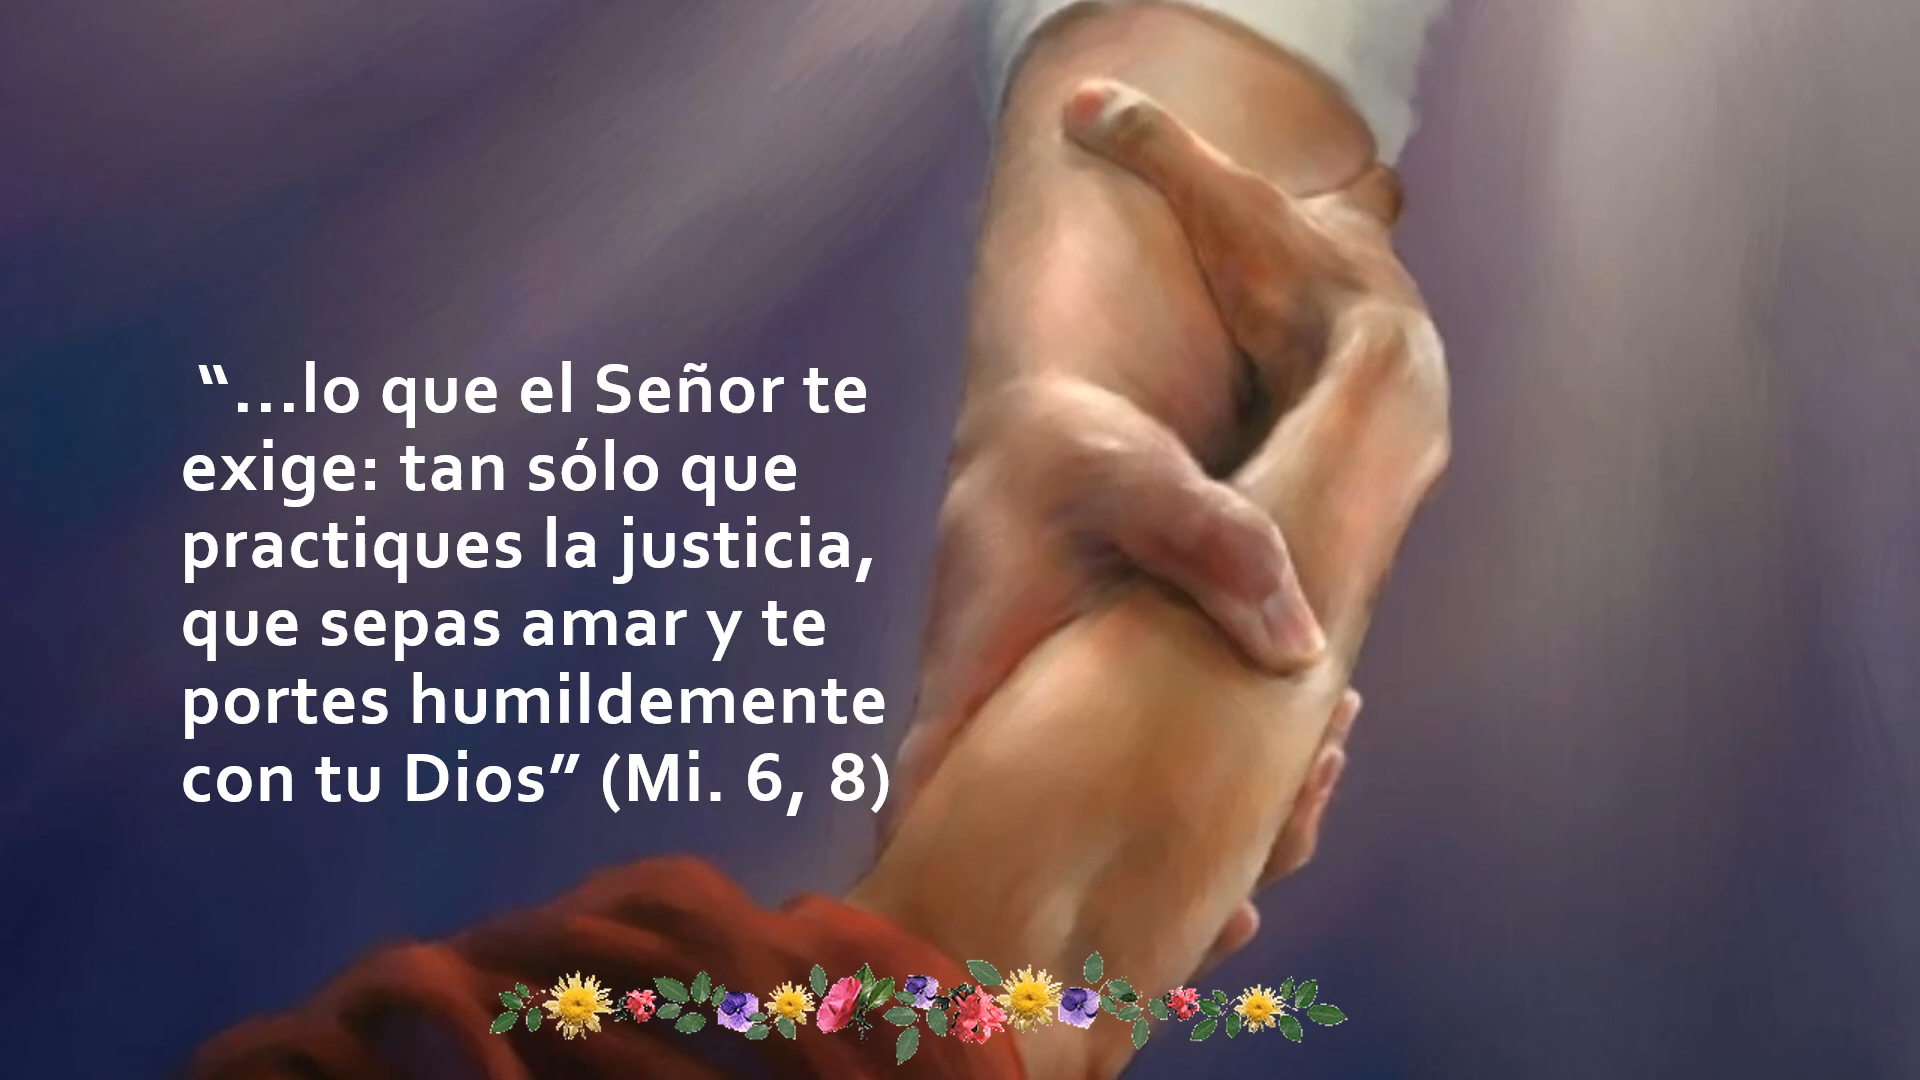 “...lo que el Señor te
exige: tan sólo que
practiques la justicia,
que sepas amar y te
portes humildemente
con tu Dios” (Mi. 6, 8)